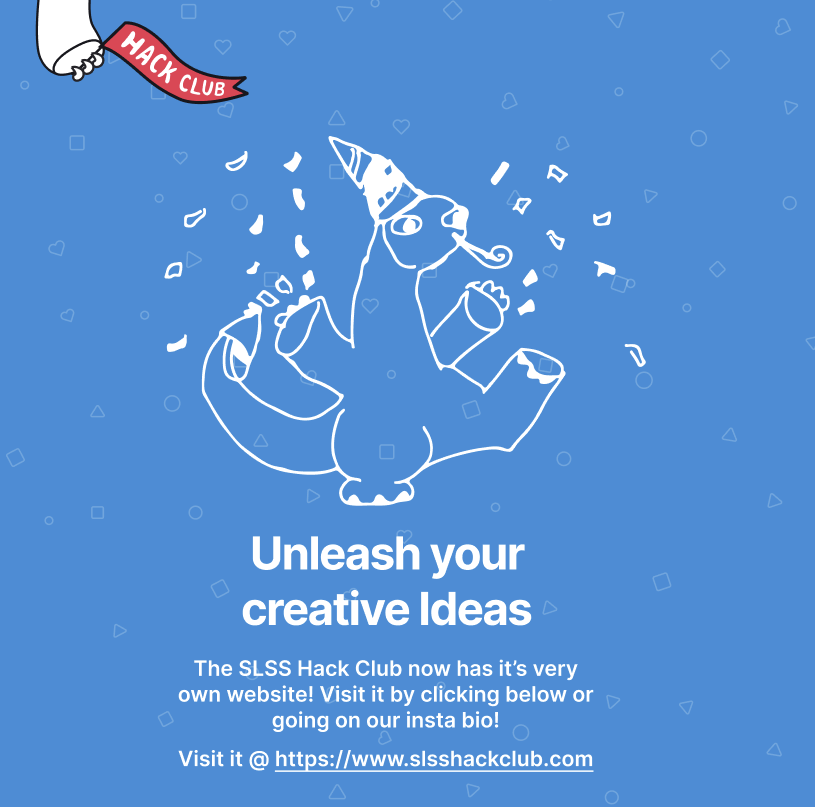 HACK CLUB
Unleash your
creative Ideas
The SLSS Hack Club now has it’s very
own website! Visit it by clicking below or
going on our insta bio!
Visit it @ https://www.slsshackclub.com